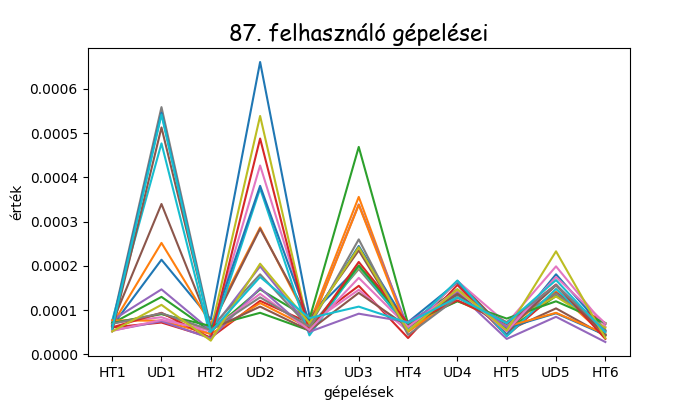 87. felhasználó gépelései
érték
0.0006
0.0005
0.0004
0.0003
0.0002
0.0001
0.0000
HT1 UD1 HT2 UD2 HT3 UD3 HT4 UD4 HT5 UD5 HT6
gépelések